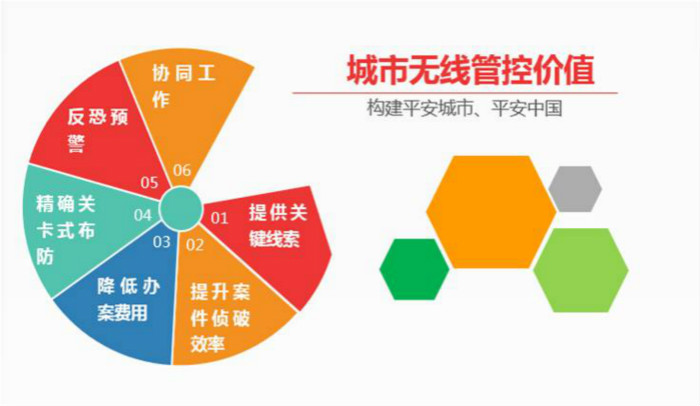 城市无线管控价值
构建平安城市、平安中国
01
提供关
键线索
02
提升案
件侦破
效率
03
降低办
案费用
04
精确关
卡式布
防
05
反恐预
警
06
协同工
作